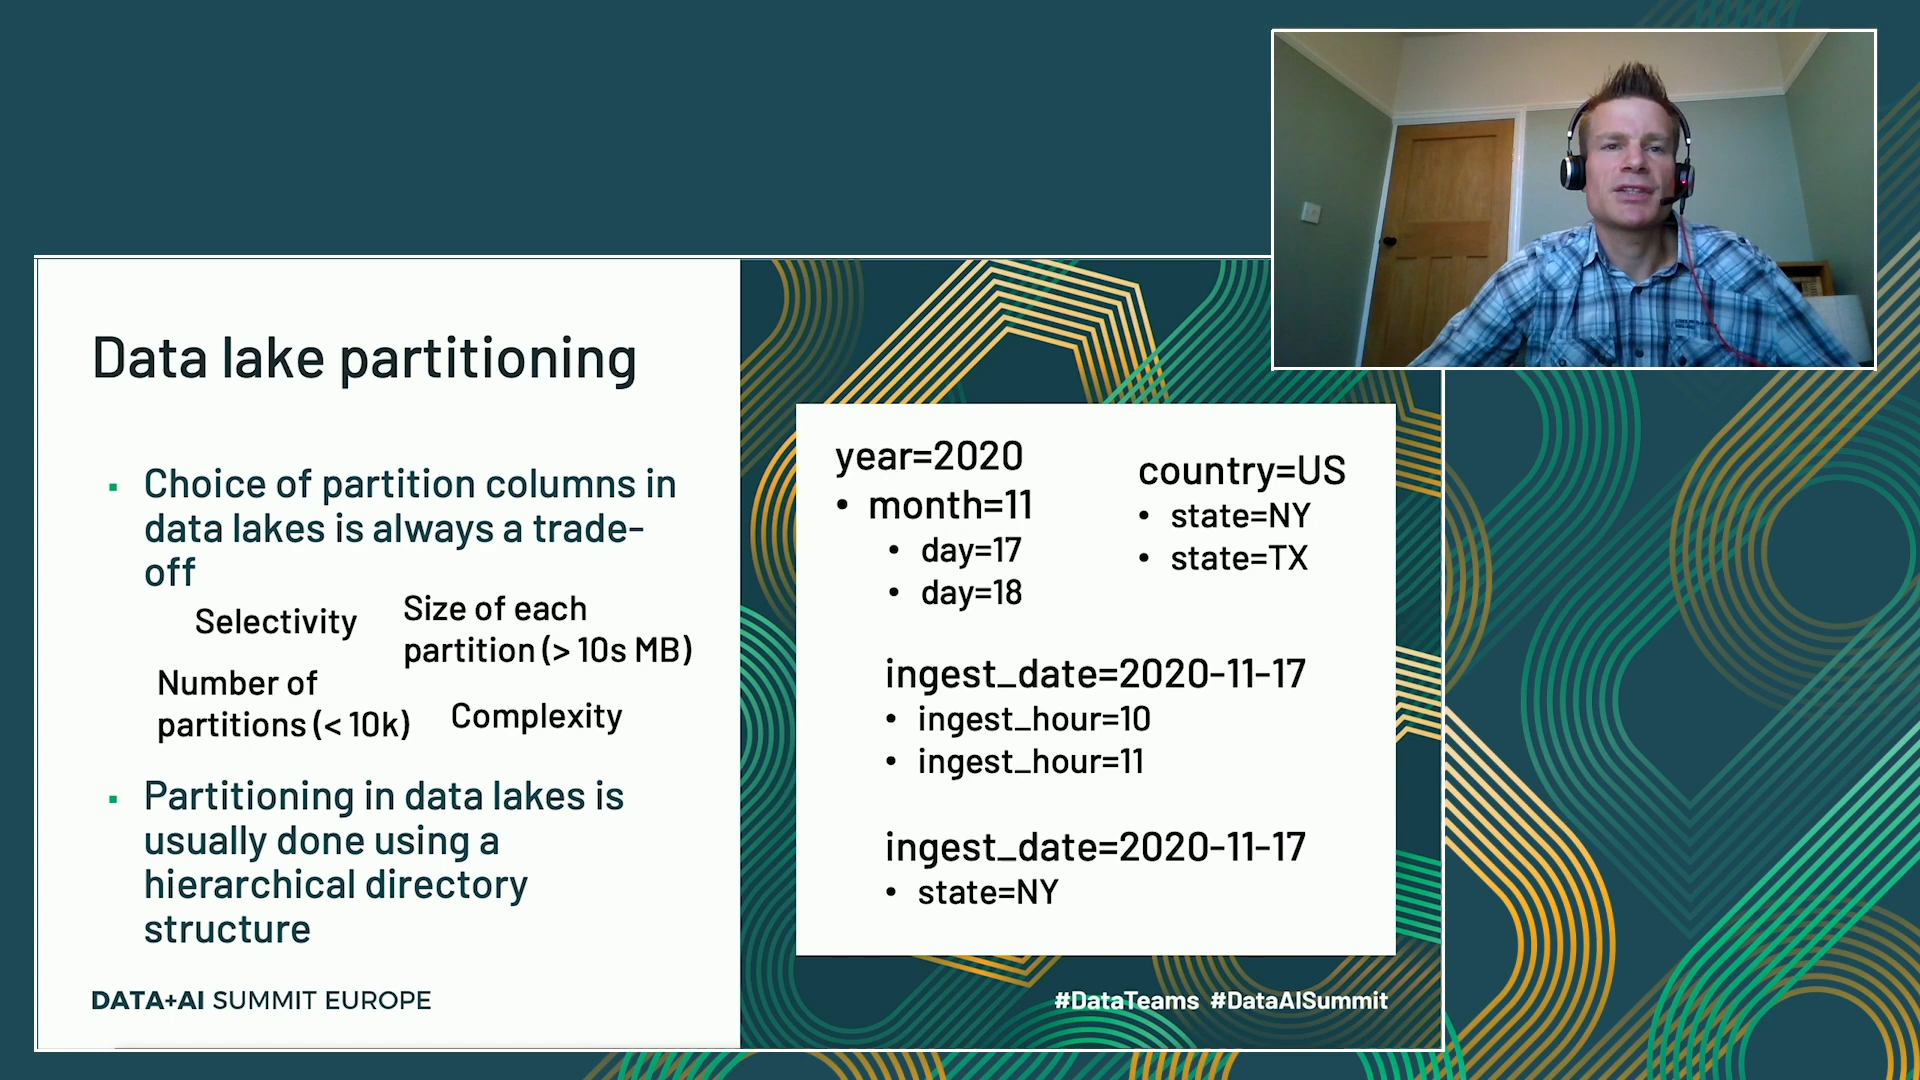 Data lake partitioning
▪ Choice of partition columns in
data lakes is always a trade-
off
Selectivity
Size of each
partition (> 10s MB)
Number of
partitions (< 10k)
Complexity
▪ Partitioning in data lakes is
usually done using a
hierarchical directory
structure
DATA+AI SUMMIT EUROPE
year=2020
• month=11
• day=17
• day=18
country=US
• state=NY
• state=TX
ingest_date=2020-11-17
• ingest_hour=10
• ingest_hour=11
ingest_date=2020-11-17
• state=NY
#DataTeams #DataAISummit